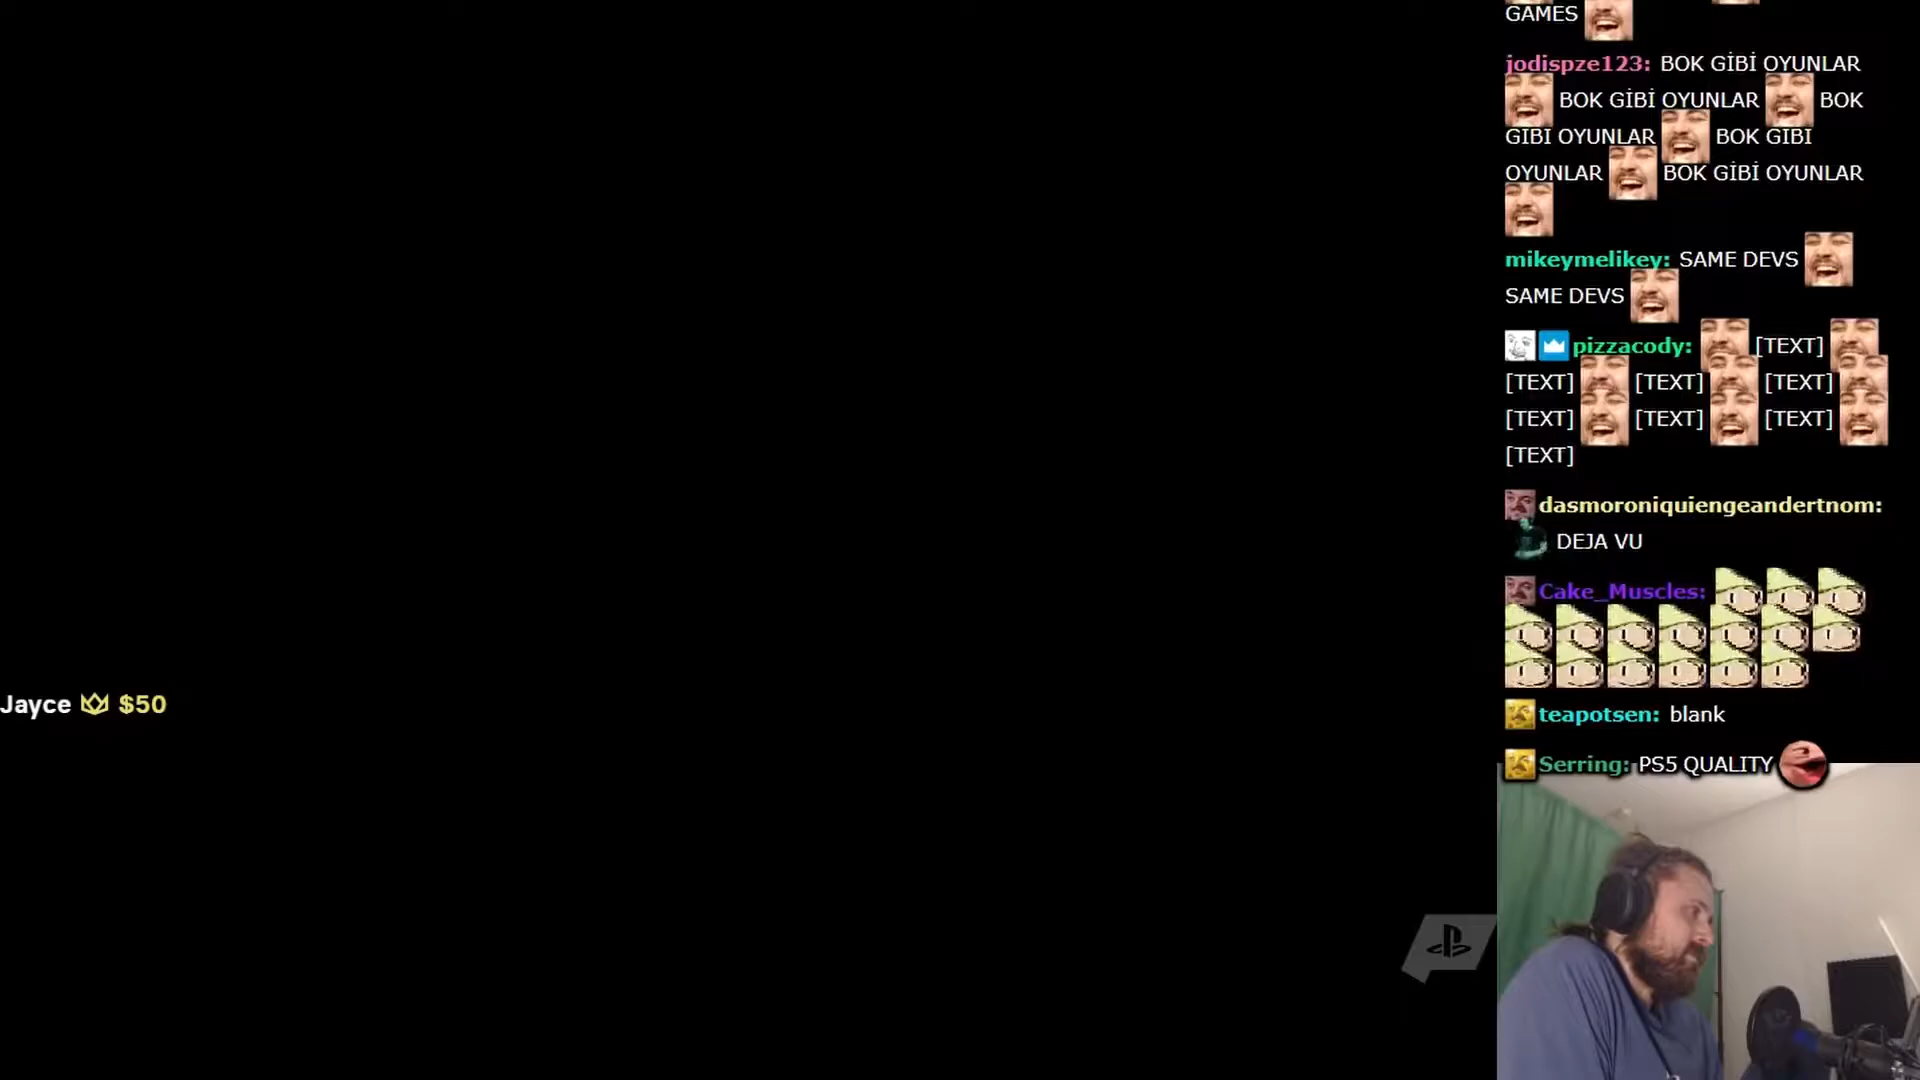 GAMES
jodispze123: BOK GİBİ OYUNLAR
BOK GİBİ OYUNLAR BOK
GİBİ OYUNLAR BOK GİBİ
OYUNLAR BOK GİBİ OYUNLAR
mikeymelikey: SAME DEVS
SAME DEVS
pizzacody: [TEXT]
[TEXT] [TEXT] [TEXT]
[TEXT] [TEXT] [TEXT]
[TEXT]
dasmoroniquiengeandertnom:
DEJA VU
Cake_Muscles:
Jayce $50
teapotsen: blank
Serring: PS5 QUALITY